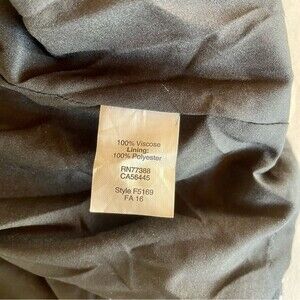 100% Viscose
Lining:
100% Polyester
RN77388
CA56445
Style F5169
FA 16